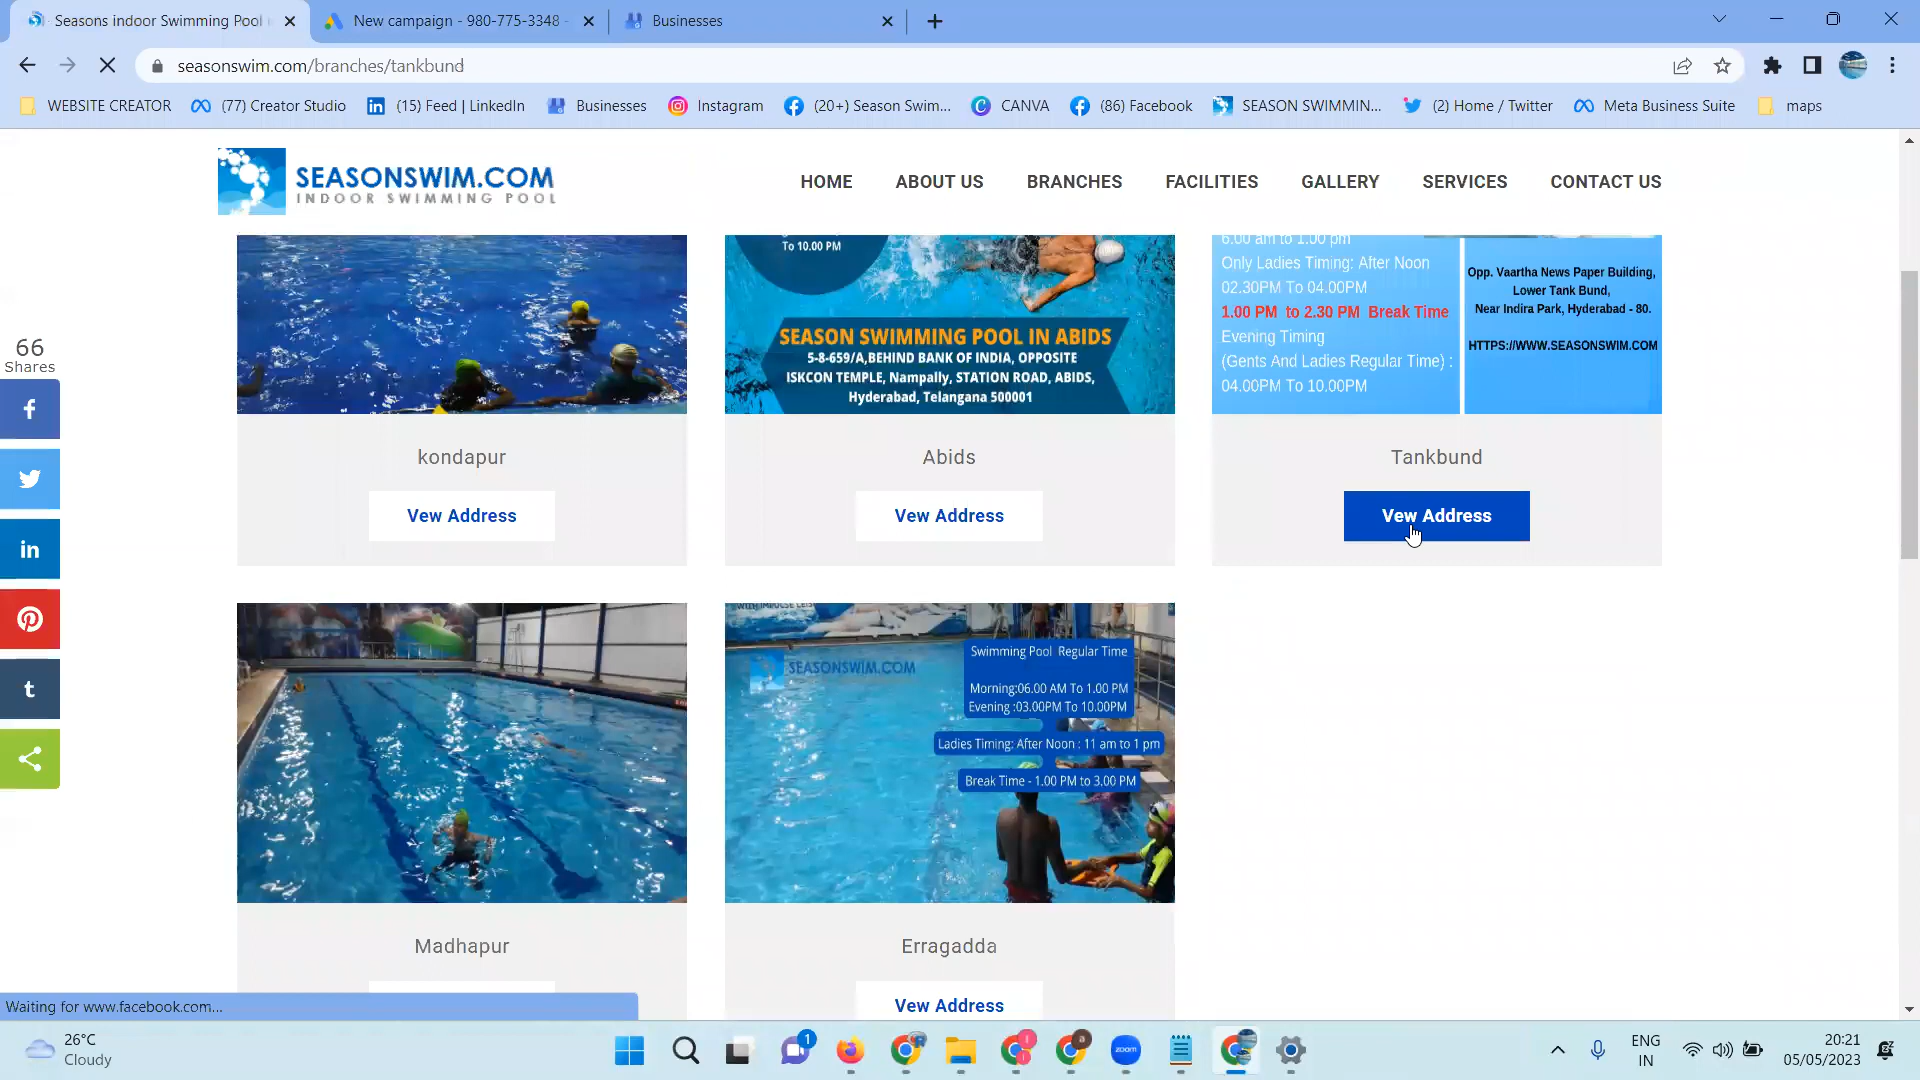 Seasons indoor Swimming Pool
New campaign - 980-775-3348 -
Businesses
seasonswim.com/branches/tankbund
WEBSITE CREATOR
(77) Creator Studio
(15) Feed | LinkedIn
Businesses
Instagram
(20+) Season Swim...
CANVA
(86) Facebook
SEASON SWIMMIN...
(2) Home / Twitter
Meta Business Suite
maps
SEASONSWIM.COM
INDOOR SWIMMING POOL
HOME
ABOUT US
BRANCHES
FACILITIES
GALLERY
SERVICES
CONTACT US
66
Shares
To 10.00 PM
SEASON SWIMMING POOL IN ABIDS
5-8-659/A,BEHIND BANK OF INDIA, OPPOSITE
ISKCON TEMPLE, Nampally, STATION ROAD, ABIDS,
Hyderabad, Telangana 500001
6.00 am to 1.00 pm
Only Ladies Timing: After Noon
02.30PM To 04.00PM
1.00 PM to 2.30 PM Break Time
Evening Timing
(Gents And Ladies Regular Time) :
04.00PM To 10.00PM
Opp. Vaartha News Paper Building,
Lower Tank Bund,
Near Indira Park, Hyderabad - 80.
HTTPS://WWW.SEASONSWIM.COM
kondapur
Vew Address
Abids
Vew Address
Tankbund
Vew Address
SEASONSWIM.COM
Swimming Pool Regular Time
Morning:06.00 AM To 1.00 PM
Evening :03.00PM To 10.00PM
Ladies Timing: After Noon : 11 am to 1 pm
Break Time - 1.00 PM to 3.00 PM
Madhapur
Erragadda
Vew Address
Waiting for www.facebook.com...
26°C
Cloudy
1
zoom
ENG
IN
20:21
05/05/2023